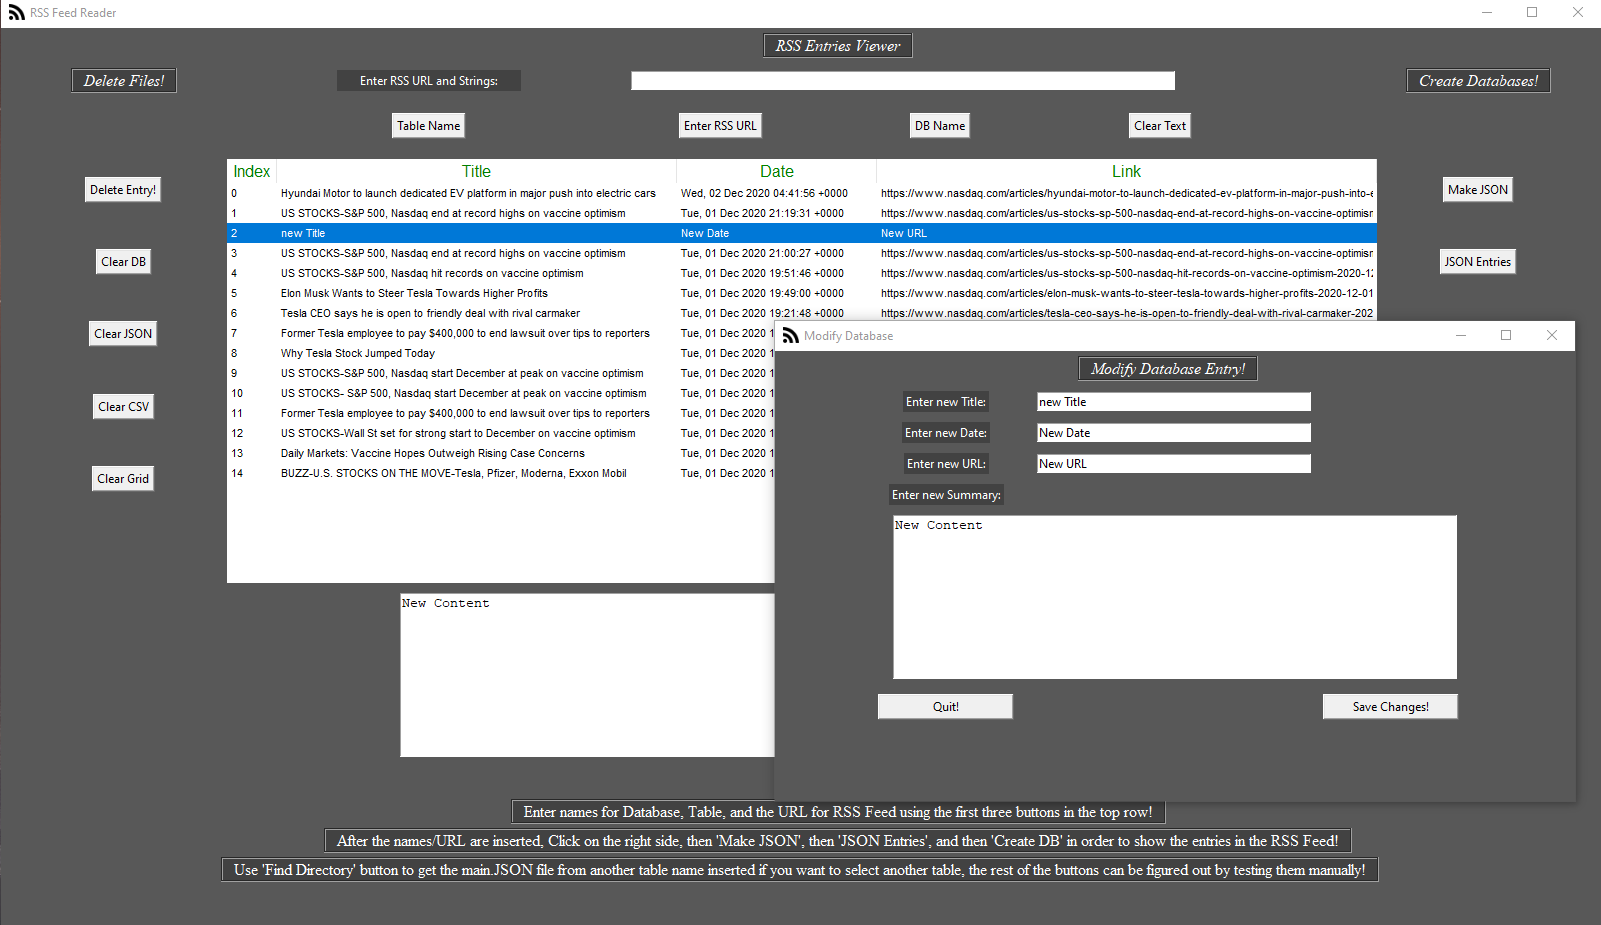 RSS Feed Reader
RSS Entries Viewer
Delete Files!
Enter RSS URL and Strings:
Create Databases!
Table Name
Enter RSS URL
DB Name
Clear Text
Index Title Date Link
0 Hyundai Motor to launch dedicated EV platform in major push into electric cars Wed, 02 Dec 2020 04:41:56 +0000 https://www.nasdaq.com/articles/hyundai-motor-to-launch-dedicated-ev-platform-in-major-push-into-e
1 US STOCKS-S&P 500, Nasdaq end at record highs on vaccine optimism Tue, 01 Dec 2020 21:19:31 +0000 https://www.nasdaq.com/articles/us-stocks-sp-500-nasdaq-end-at-record-highs-on-vaccine-optimisr
2 new Title New Date New URL
3 US STOCKS-S&P 500, Nasdaq end at record highs on vaccine optimism Tue, 01 Dec 2020 21:00:27 +0000 https://www.nasdaq.com/articles/us-stocks-sp-500-nasdaq-end-at-record-highs-on-vaccine-optimisr
4 US STOCKS-S&P 500, Nasdaq hit records on vaccine optimism Tue, 01 Dec 2020 19:51:46 +0000 https://www.nasdaq.com/articles/us-stocks-sp-500-nasdaq-hit-records-on-vaccine-optimism-2020-12
5 Elon Musk Wants to Steer Tesla Towards Higher Profits Tue, 01 Dec 2020 19:49:00 +0000 https://www.nasdaq.com/articles/elon-musk-wants-to-steer-tesla-towards-higher-profits-2020-12-01
6 Tesla CEO says he is open to friendly deal with rival carmaker Tue, 01 Dec 2020 19:21:48 +0000 https://www.nasdaq.com/articles/tesla-ceo-says-he-is-open-to-friendly-deal-with-rival-carmaker-202
7 Former Tesla employee to pay $400,000 to end lawsuit over tips to reporters Tue, 01 Dec 2020 1
8 Why Tesla Stock Jumped Today Tue, 01 Dec 2020 1
9 US STOCKS-S&P 500, Nasdaq start December at peak on vaccine optimism Tue, 01 Dec 2020 1
10 US STOCKS- S&P 500, Nasdaq start December at peak on vaccine optimism Tue, 01 Dec 2020 1
11 Former Tesla employee to pay $400,000 to end lawsuit over tips to reporters Tue, 01 Dec 2020 1
12 US STOCKS-Wall St set for strong start to December on vaccine optimism Tue, 01 Dec 2020 1
13 Daily Markets: Vaccine Hopes Outweigh Rising Case Concerns Tue, 01 Dec 2020 1
14 BUZZ-U.S. STOCKS ON THE MOVE-Tesla, Pfizer, Moderna, Exxon Mobil Tue, 01 Dec 2020 1
Delete Entry!
Clear DB
Clear JSON
Clear CSV
Clear Grid
Make JSON
JSON Entries
New Content
Modify Database
Modify Database Entry!
Enter new Title: new Title
Enter new Date: New Date
Enter new URL: New URL
Enter new Summary:
New Content
Quit!
Save Changes!
Enter names for Database, Table, and the URL for RSS Feed using the first three buttons in the top row!
After the names/URL are inserted, Click on the right side, then 'Make JSON', then 'JSON Entries', and then 'Create DB' in order to show the entries in the RSS Feed!
Use 'Find Directory' button to get the main.JSON file from another table name inserted if you want to select another table, the rest of the buttons can be figured out by testing them manually!